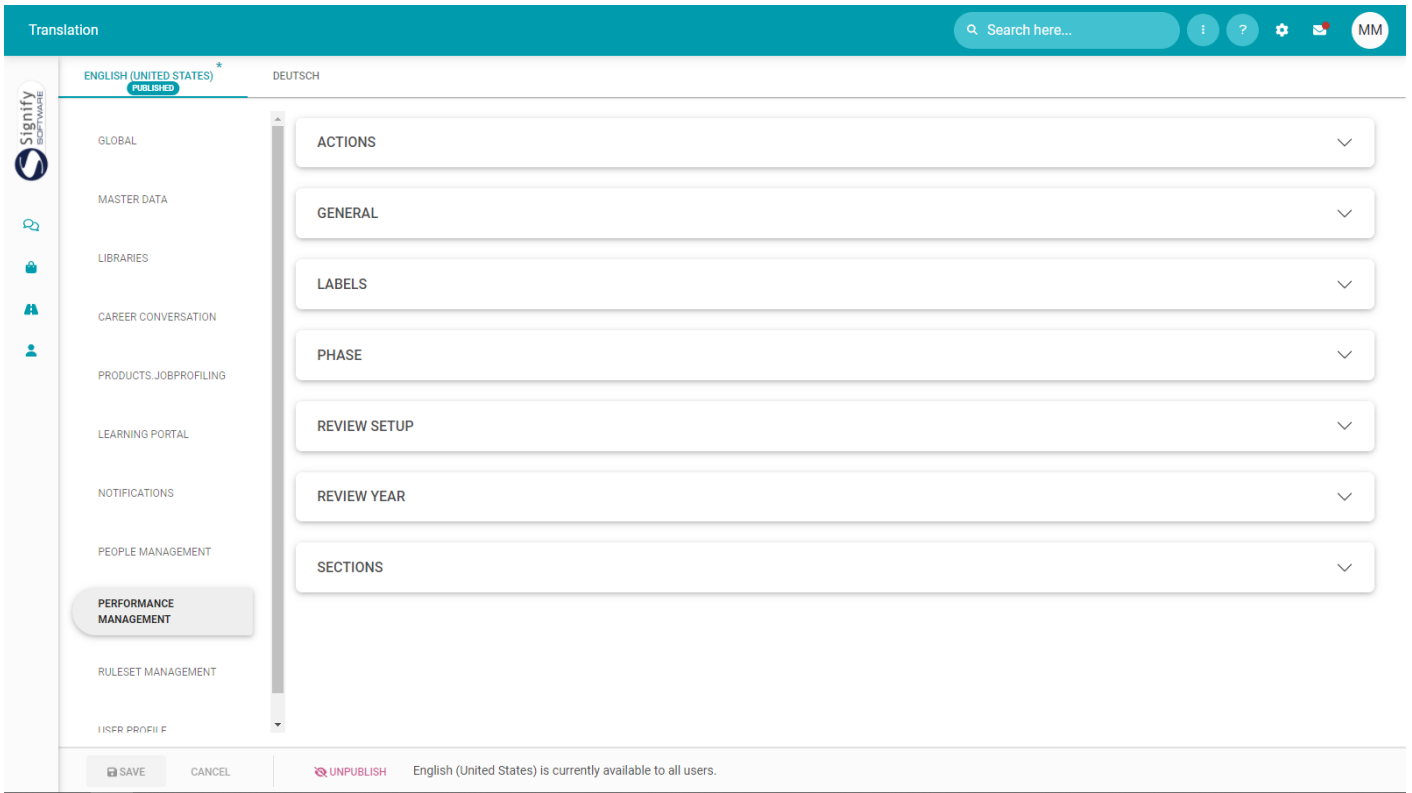 Translation
Search here...
?
MM
ENGLISH (UNITED STATES) *
PUBLISHED
DEUTSCH
Signify
SOFTWARE
GLOBAL
MASTER DATA
LIBRARIES
CAREER CONVERSATION
PRODUCTS.JOBPROFILING
LEARNING PORTAL
NOTIFICATIONS
PEOPLE MANAGEMENT
PERFORMANCE
MANAGEMENT
RULESET MANAGEMENT
USER PROFILE
ACTIONS
GENERAL
LABELS
PHASE
REVIEW SETUP
REVIEW YEAR
SECTIONS
SAVE
CANCEL
UNPUBLISH
English (United States) is currently available to all users.